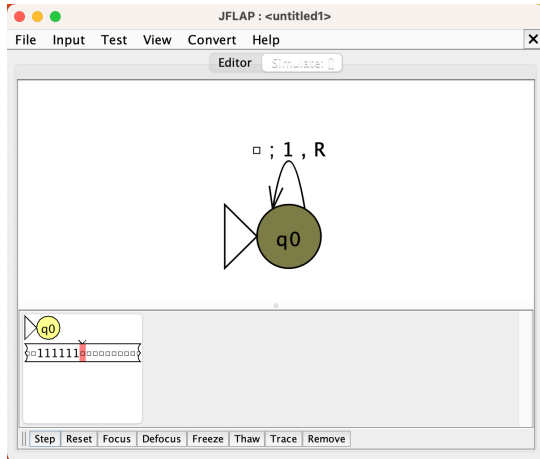 JFLAP : <untitled1>
File Input Test View Convert Help
Editor Simulate: []
□ ; 1 , R
q0
q0
□□111111□□□□□□□□□□
Step Reset Focus Defocus Freeze Thaw Trace Remove